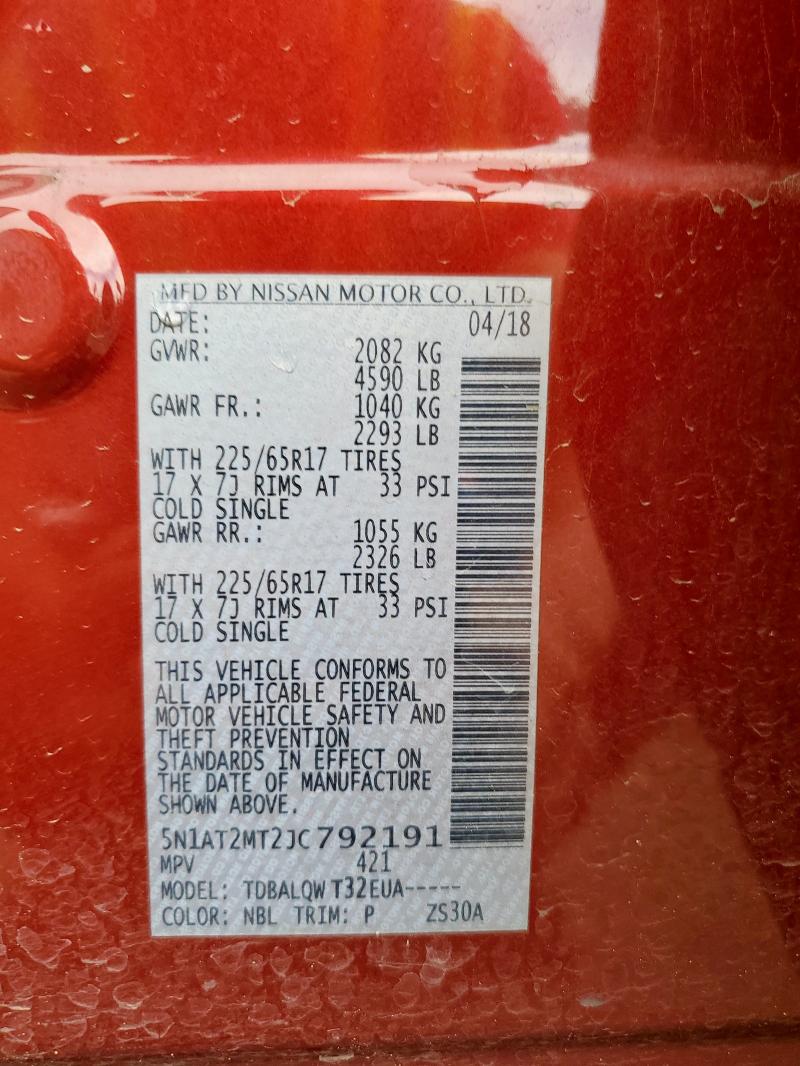 MFD BY NISSAN MOTOR CO., LTD.
DATE: 04/18
GVWR: 2082 KG
4590 LB
GAWR FR.: 1040 KG
2293 LB
WITH 225/65R17 TIRES
17 X 7J RIMS AT 33 PSI
COLD SINGLE
GAWR RR.: 1055 KG
2326 LB
WITH 225/65R17 TIRES
17 X 7J RIMS AT 33 PSI
COLD SINGLE
THIS VEHICLE CONFORMS TO
ALL APPLICABLE FEDERAL
MOTOR VEHICLE SAFETY AND
THEFT PREVENTION
STANDARDS IN EFFECT ON
THE DATE OF MANUFACTURE
SHOWN ABOVE.
5N1AT2MT2JC792191
MPV 421
MODEL: TDBALQW T32EUA-----
COLOR: NBL TRIM: P ZS30A